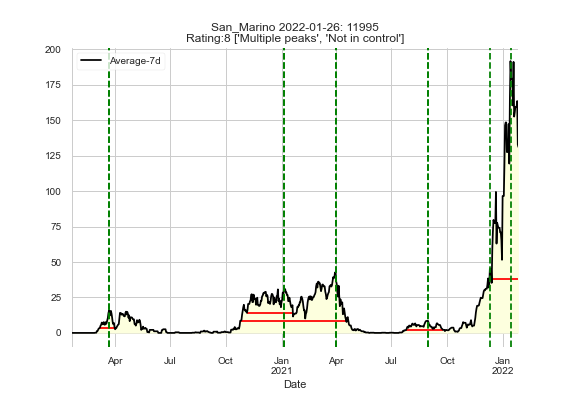 San_Marino 2022-01-26: 11995
Rating:8 ['Multiple peaks', 'Not in control']
Average-7d
200
175
150
125
100
75
50
25
0
Apr Jul Oct Jan Apr Jul Oct Jan
2021 2022
Date